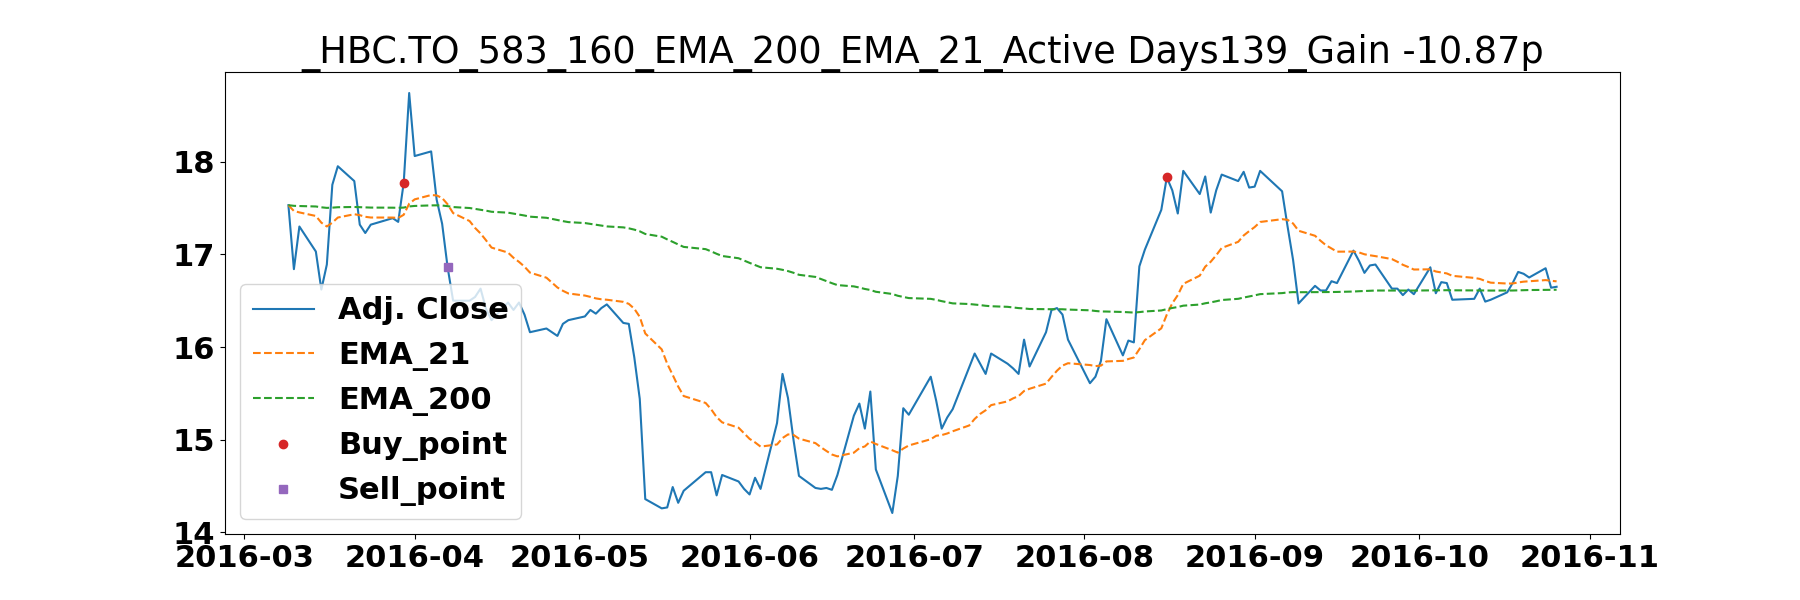 _HBC.TO_583_160_EMA_200_EMA_21_Active Days139_Gain -10.87p
18
17
16
15
14
Adj. Close
EMA_21
EMA_200
Buy_point
Sell_point
2016-03 2016-04 2016-05 2016-06 2016-07 2016-08 2016-09 2016-10 2016-11